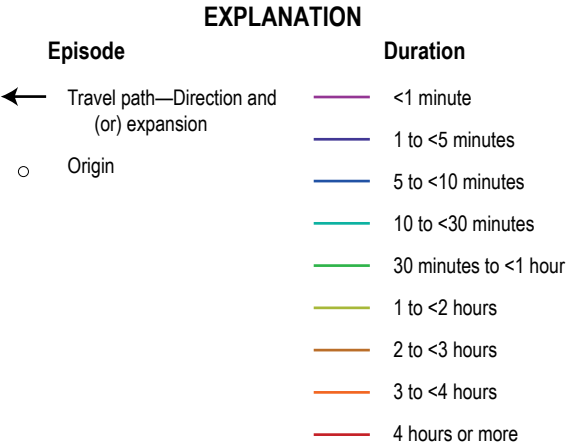 EXPLANATION
Episode
Travel path—Direction and
(or) expansion
Origin
Duration
<1 minute
1 to <5 minutes
5 to <10 minutes
10 to <30 minutes
30 minutes to <1 hour
1 to <2 hours
2 to <3 hours
3 to <4 hours
4 hours or more